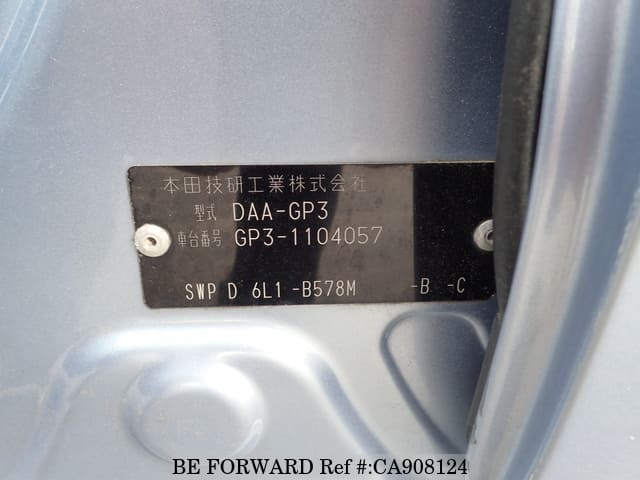 本田技研工業株式会社
型式 DAA-GP3
車台番号 GP3-1104057
SWP D 6L1 -B578M -B -C
BE FORWARD Ref #:CA908124